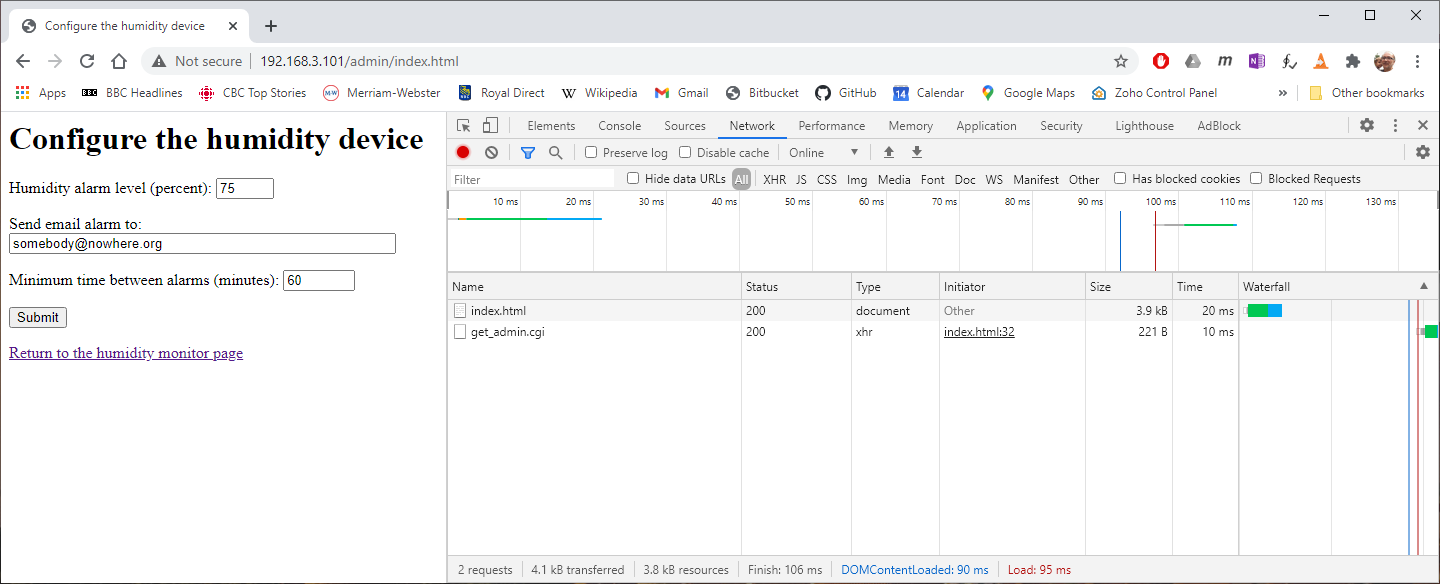 Configure the humidity device
Not secure 192.168.3.101/admin/index.html
Apps BBC Headlines CBC Top Stories Merriam-Webster Royal Direct Wikipedia Gmail Bitbucket GitHub 14 Calendar Google Maps Zoho Control Panel » Other bookmarks
Configure the humidity device
Humidity alarm level (percent): 75
Send email alarm to:
somebody@nowhere.org
Minimum time between alarms (minutes): 60
Submit
Return to the humidity monitor page
Elements Console Sources Network Performance Memory Application Security Lighthouse AdBlock
Preserve log Disable cache Online
Filter Hide data URLs All XHR JS CSS Img Media Font Doc WS Manifest Other Has blocked cookies Blocked Requests
10 ms 20 ms 30 ms 40 ms 50 ms 60 ms 70 ms 80 ms 90 ms 100 ms 110 ms 120 ms 130 ms
Name Status Type Initiator Size Time Waterfall
index.html 200 document Other 3.9 kB 20 ms
get_admin.cgi 200 xhr index.html:32 221 B 10 ms
2 requests 4.1 kB transferred 3.8 kB resources Finish: 106 ms DOMContentLoaded: 90 ms Load: 95 ms